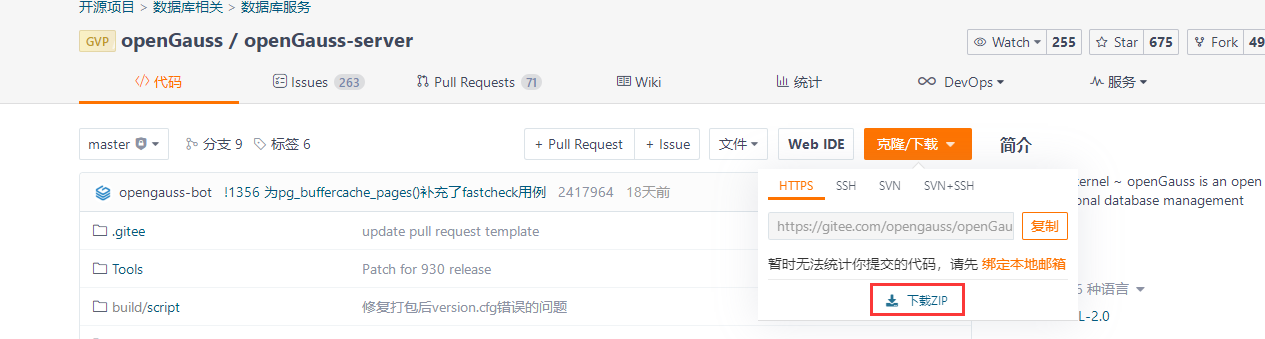 开源项目 > 数据库相关 > 数据库服务
GVP openGauss / openGauss-server
Watch 255 Star 675 Fork 49
代码 Issues 263 Pull Requests 71 Wiki 统计 DevOps 服务
master 分支 9 标签 6 + Pull Request + Issue 文件 Web IDE 克隆/下载 简介
opengauss-bot !1356 为pg_buffercache_pages()补充了fastcheck用例 2417964 18天前
HTTPS SSH SVN SVN+SSH
ernel ~ openGauss is an open
onal database management
https://gitee.com/opengauss/openGau 复制
.gitee update pull request template
暂时无法统计你提交的代码，请先 绑定本地邮箱
Tools Patch for 930 release
种语言
下载ZIP
build/script 修复打包后version.cfg错误的问题
L-2.0